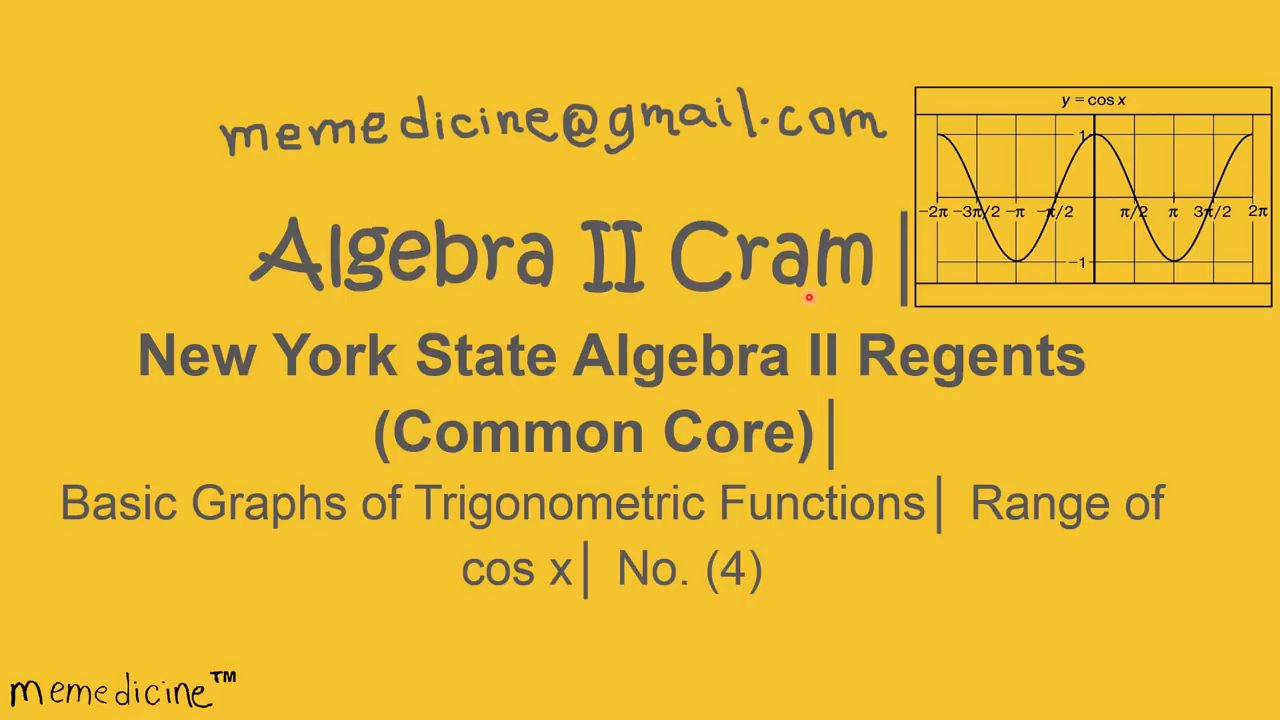 memedicine@gmail.com
y = cos x
1
−2π −3π/2 −π −π/2 π/2 π 3π/2 2π
−1
Algebra II Cram|
New York State Algebra II Regents
(Common Core)|
Basic Graphs of Trigonometric Functions| Range of
cos x| No. (4)
memedicine™